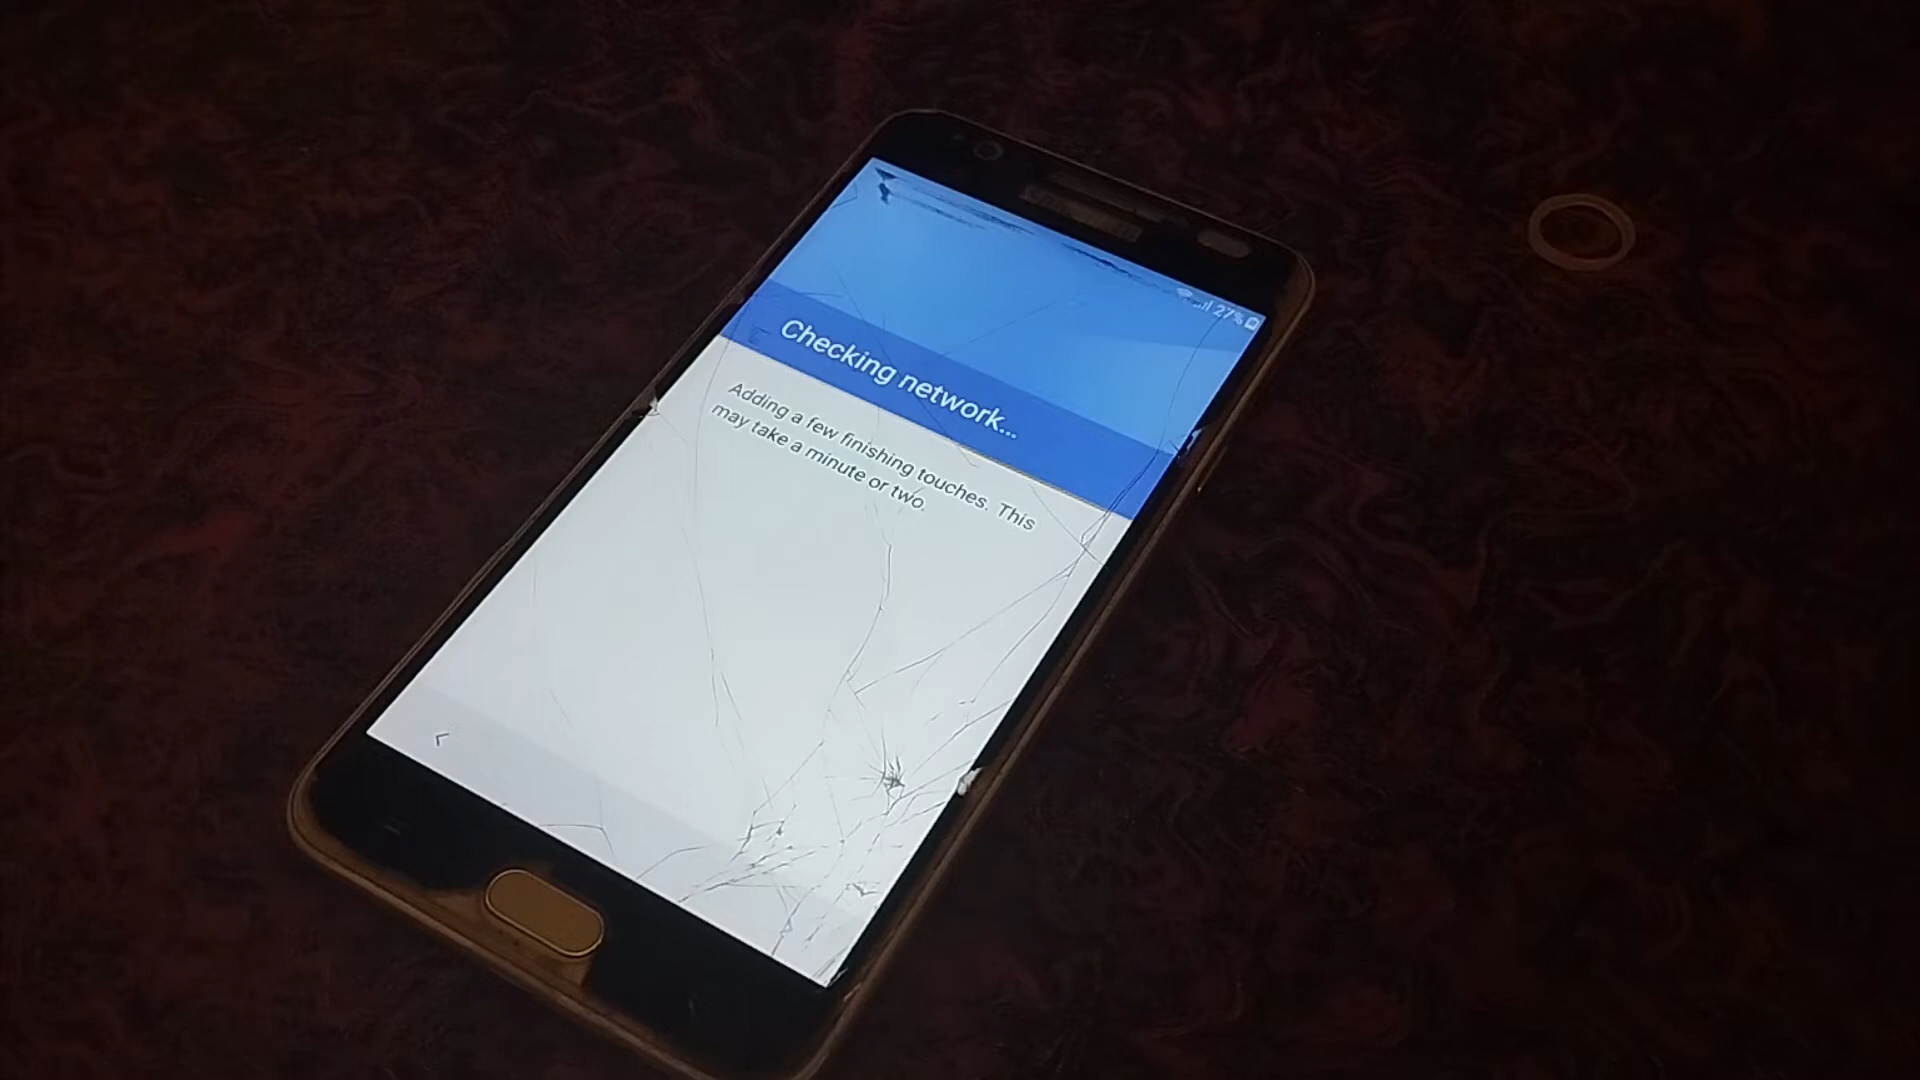 27%
Checking network...
Adding a few finishing touches. This
may take a minute or two.